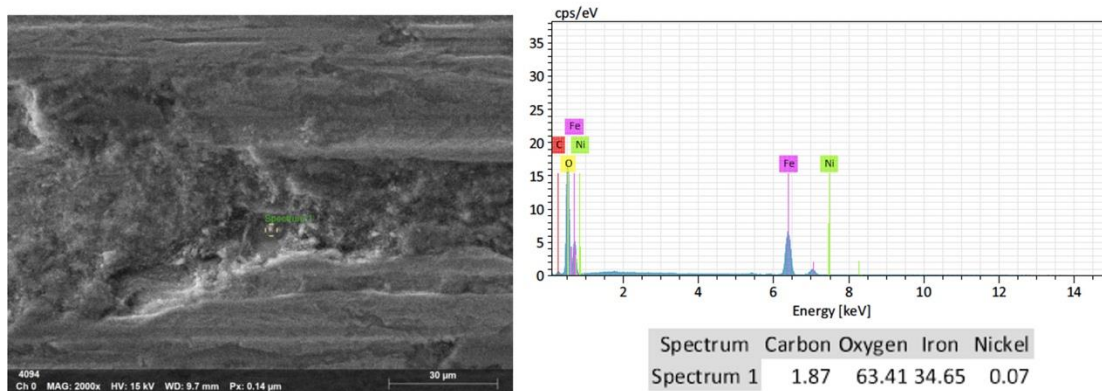 Spectrum 1
4094
Ch 0 MAG: 2000x HV: 15 kV WD: 9.7 mm Px: 0.14 µm
30 µm
cps/eV
35
30
25
20
15
10
5
0
Fe
C Ni
O
Fe Ni
2 4 6 8 10 12 14
Energy [keV]
Spectrum Carbon Oxygen Iron Nickel
Spectrum 1 1.87 63.41 34.65 0.07